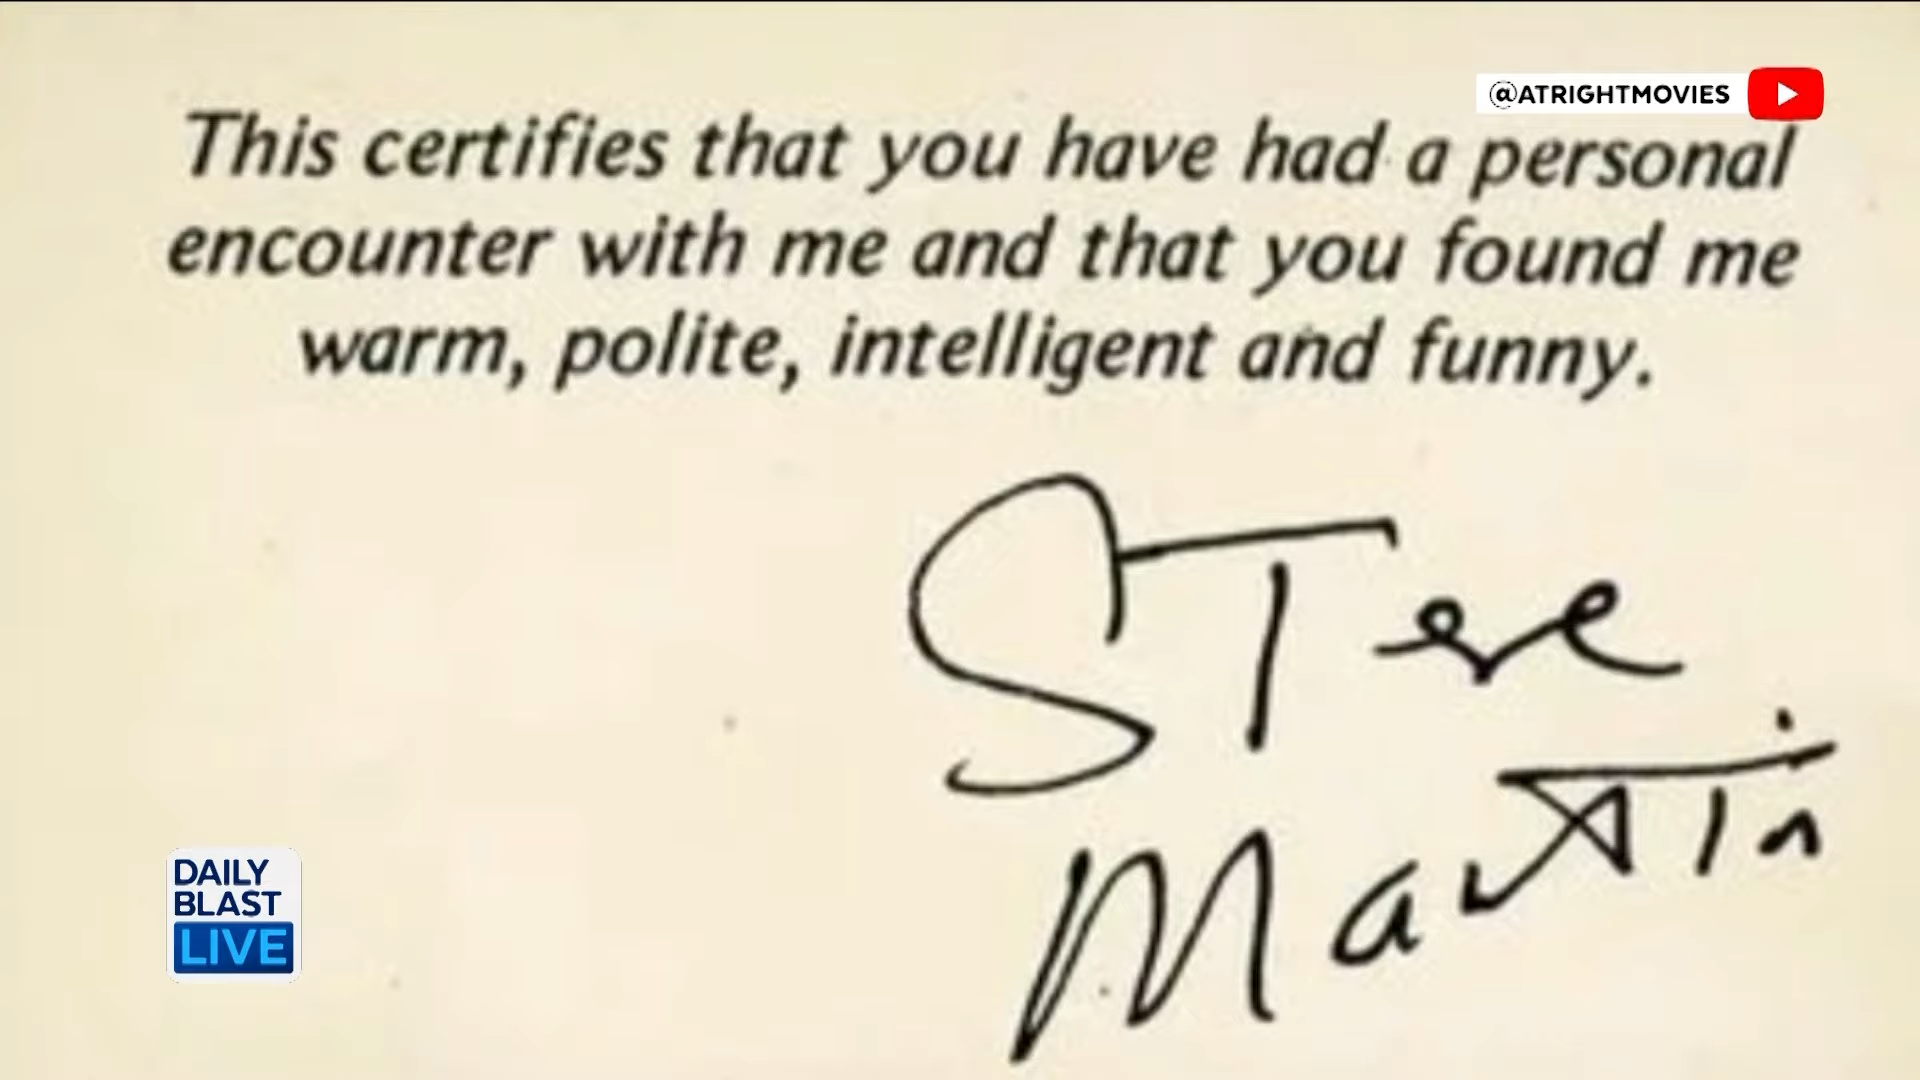 @ATRIGHTMOVIES
This certifies that you have had a personal
encounter with me and that you found me
warm, polite, intelligent and funny.
Steve
Martin
DAILY
BLAST
LIVE